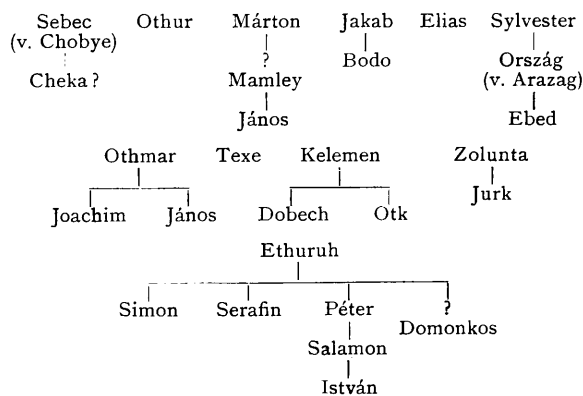 Sebec Othur Márton Jakab Elias Sylvester
(v. Chobye) ? Bodo Ország
Cheka ? Mamley (v. Arazag)
János Ebed
Othmar Texe Kelemen Zolunta
Joachim János Dobech Otk Jurk
Ethuruh
Simon Serafin Péter ?
Domonkos
Salamon
István